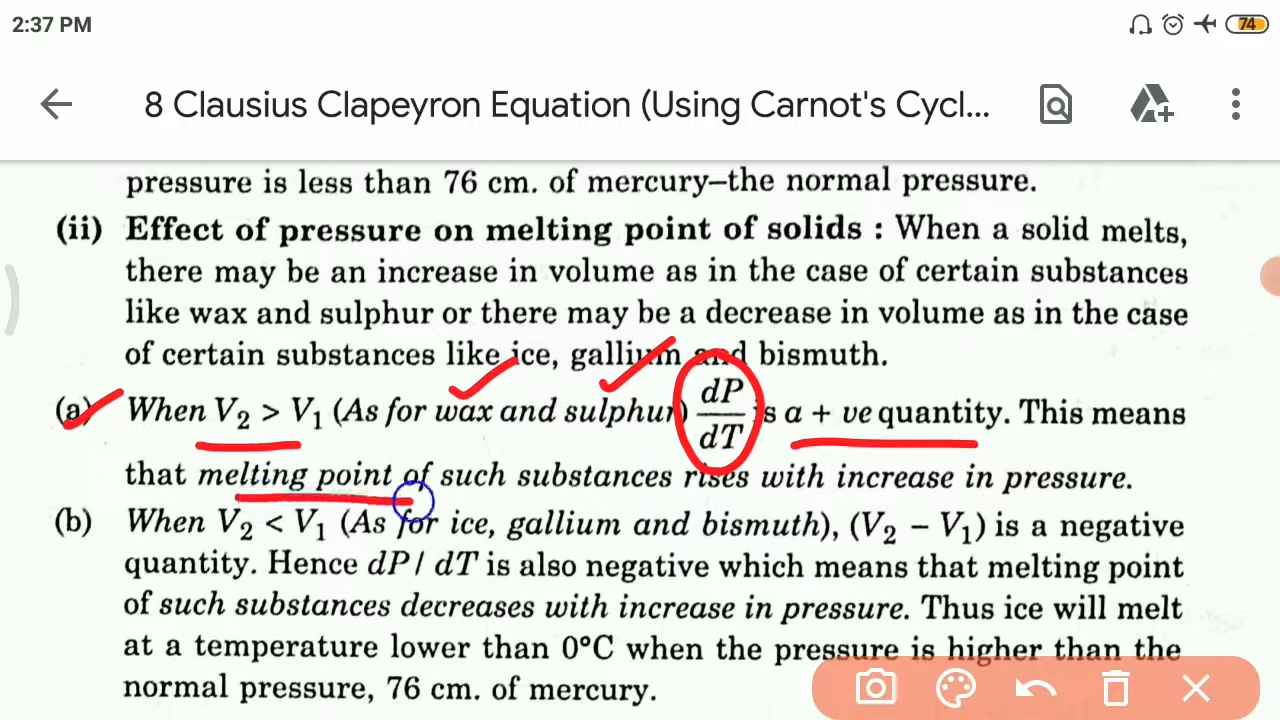 2:37 PM
74
8 Clausius Clapeyron Equation (Using Carnot's Cycl...
pressure is less than 76 cm. of mercury–the normal pressure.
(ii) Effect of pressure on melting point of solids : When a solid melts,
there may be an increase in volume as in the case of certain substances
like wax and sulphur or there may be a decrease in volume as in the case
of certain substances like ice, gallium and bismuth.
(a) When V₂ > V₁ (As for wax and sulphur) dP/dT is a + ve quantity. This means
that melting point of such substances rises with increase in pressure.
(b) When V₂ < V₁ (As for ice, gallium and bismuth), (V₂ – V₁) is a negative
quantity. Hence dP/ dT is also negative which means that melting point
of such substances decreases with increase in pressure. Thus ice will melt
at a temperature lower than 0°C when the pressure is higher than the
normal pressure, 76 cm. of mercury.